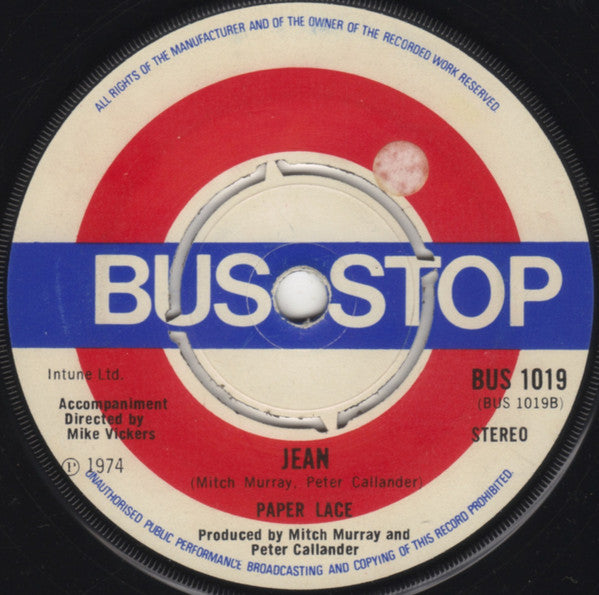 ALL RIGHTS OF THE MANUFACTURER AND OF THE OWNER OF THE RECORDED WORK RESERVED.
BUS STOP
Intune Ltd.
BUS 1019
(BUS 1019B)
Accompaniment
Directed by
Mike Vickers
STEREO
Ⓟ 1974
JEAN
(Mitch Murray, Peter Callander)
PAPER LACE
Produced by Mitch Murray and
Peter Callander
UNAUTHORISED PUBLIC PERFORMANCE BROADCASTING AND COPYING OF THIS RECORD PROHIBITED.